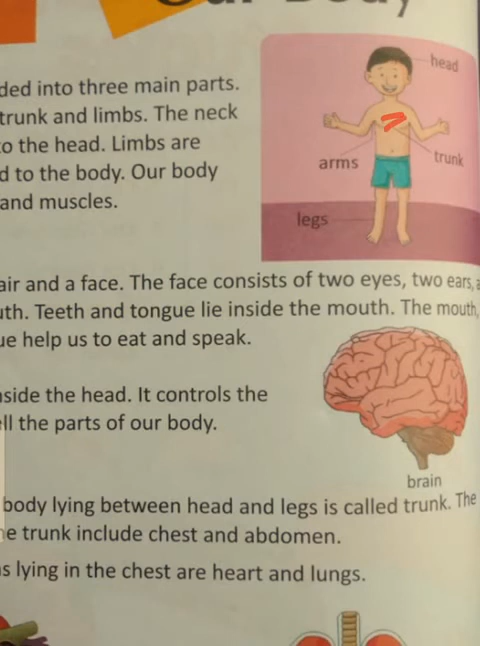 Our Body
ded into three main parts.
trunk and limbs. The neck
to the head. Limbs are
d to the body. Our body
and muscles.
head
arms
trunk
legs
air and a face. The face consists of two eyes, two ears,
uth. Teeth and tongue lie inside the mouth. The mouth,
ue help us to eat and speak.
nside the head. It controls the
ll the parts of our body.
brain
body lying between head and legs is called trunk. The
e trunk include chest and abdomen.
s lying in the chest are heart and lungs.